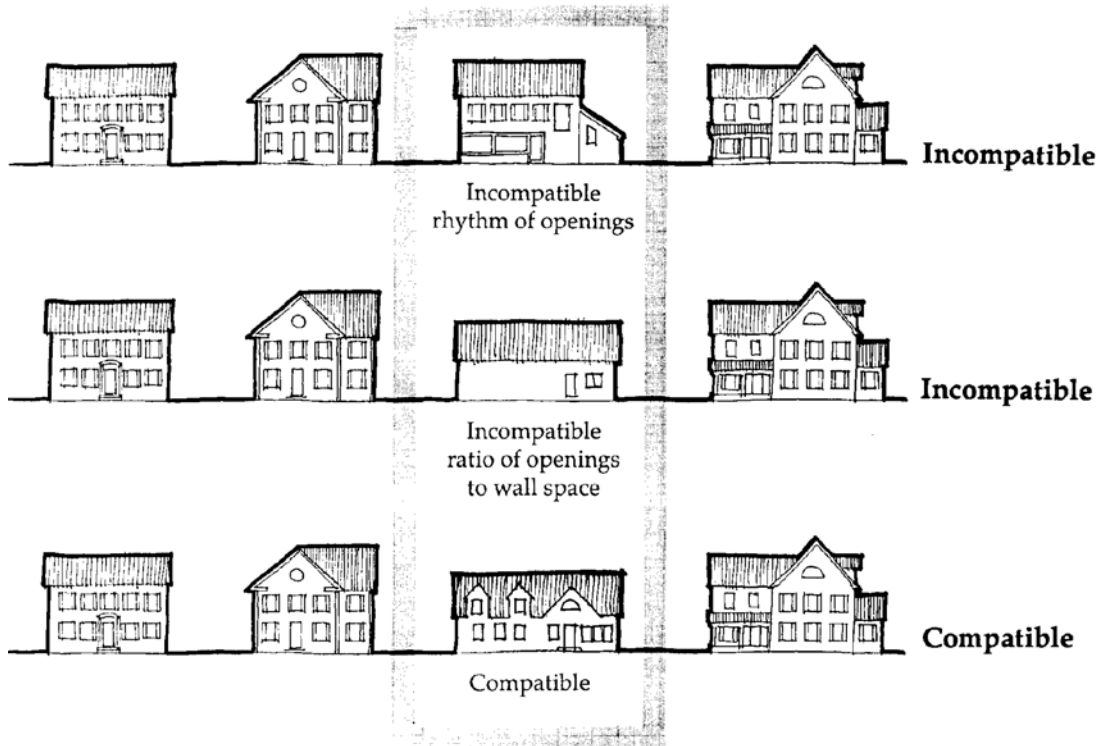 Incompatible
Incompatible
rhythm of openings
Incompatible
Incompatible
ratio of openings
to wall space
Compatible
Compatible